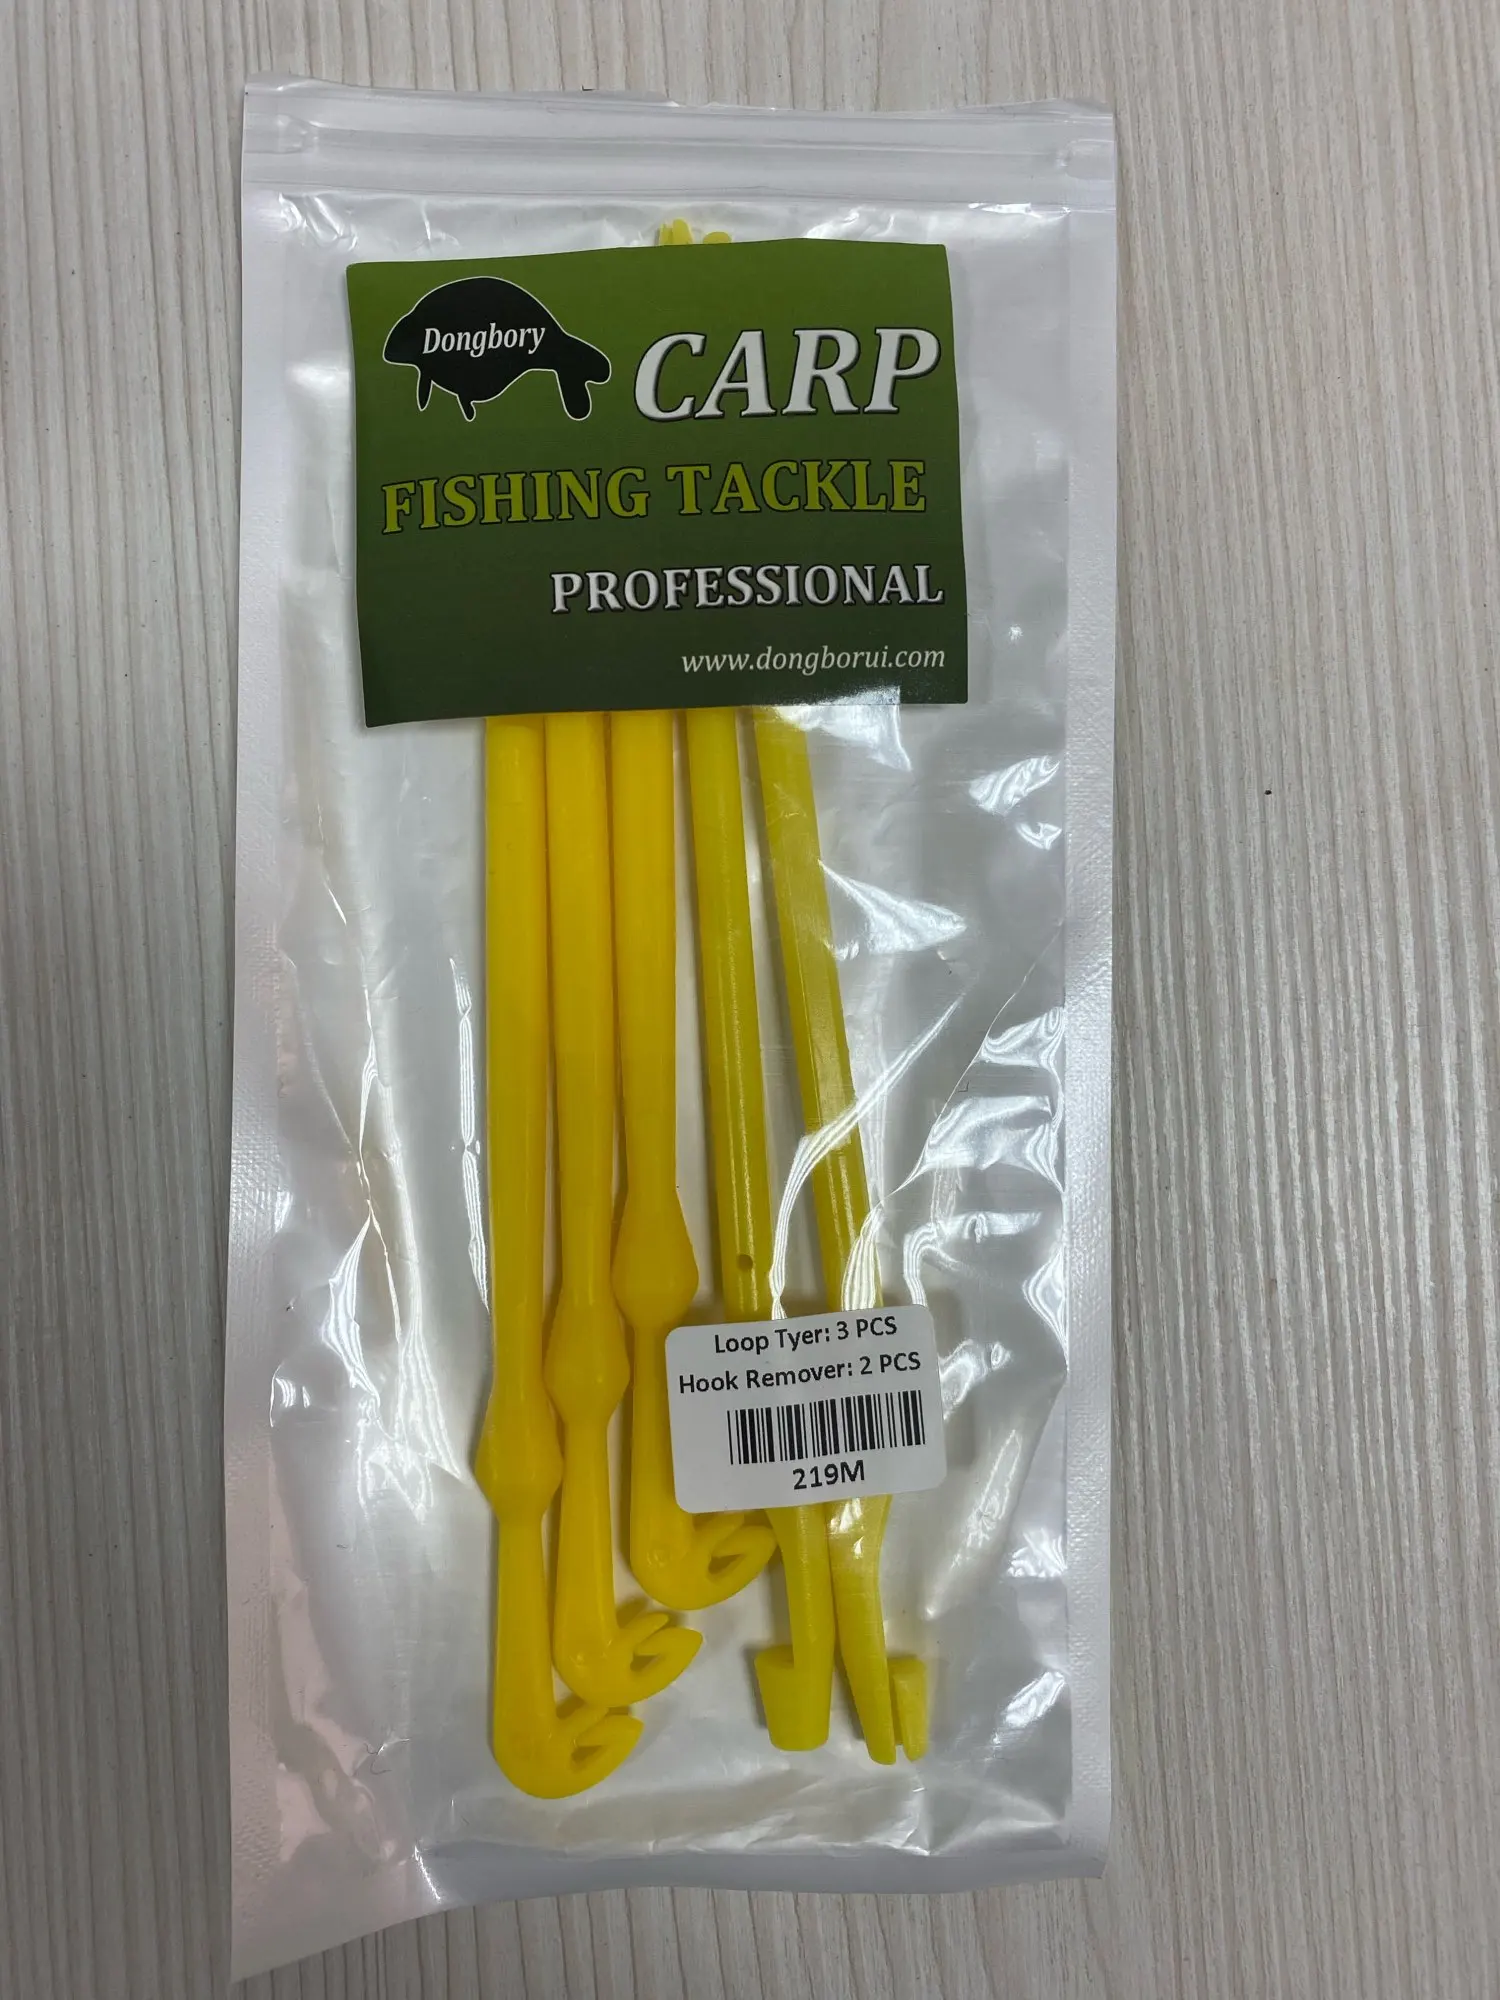 Dongbory
CARP
FISHING TACKLE
PROFESSIONAL
www.dongborui.com
Loop Tyer: 3 PCS
Hook Remover: 2 PCS
219M